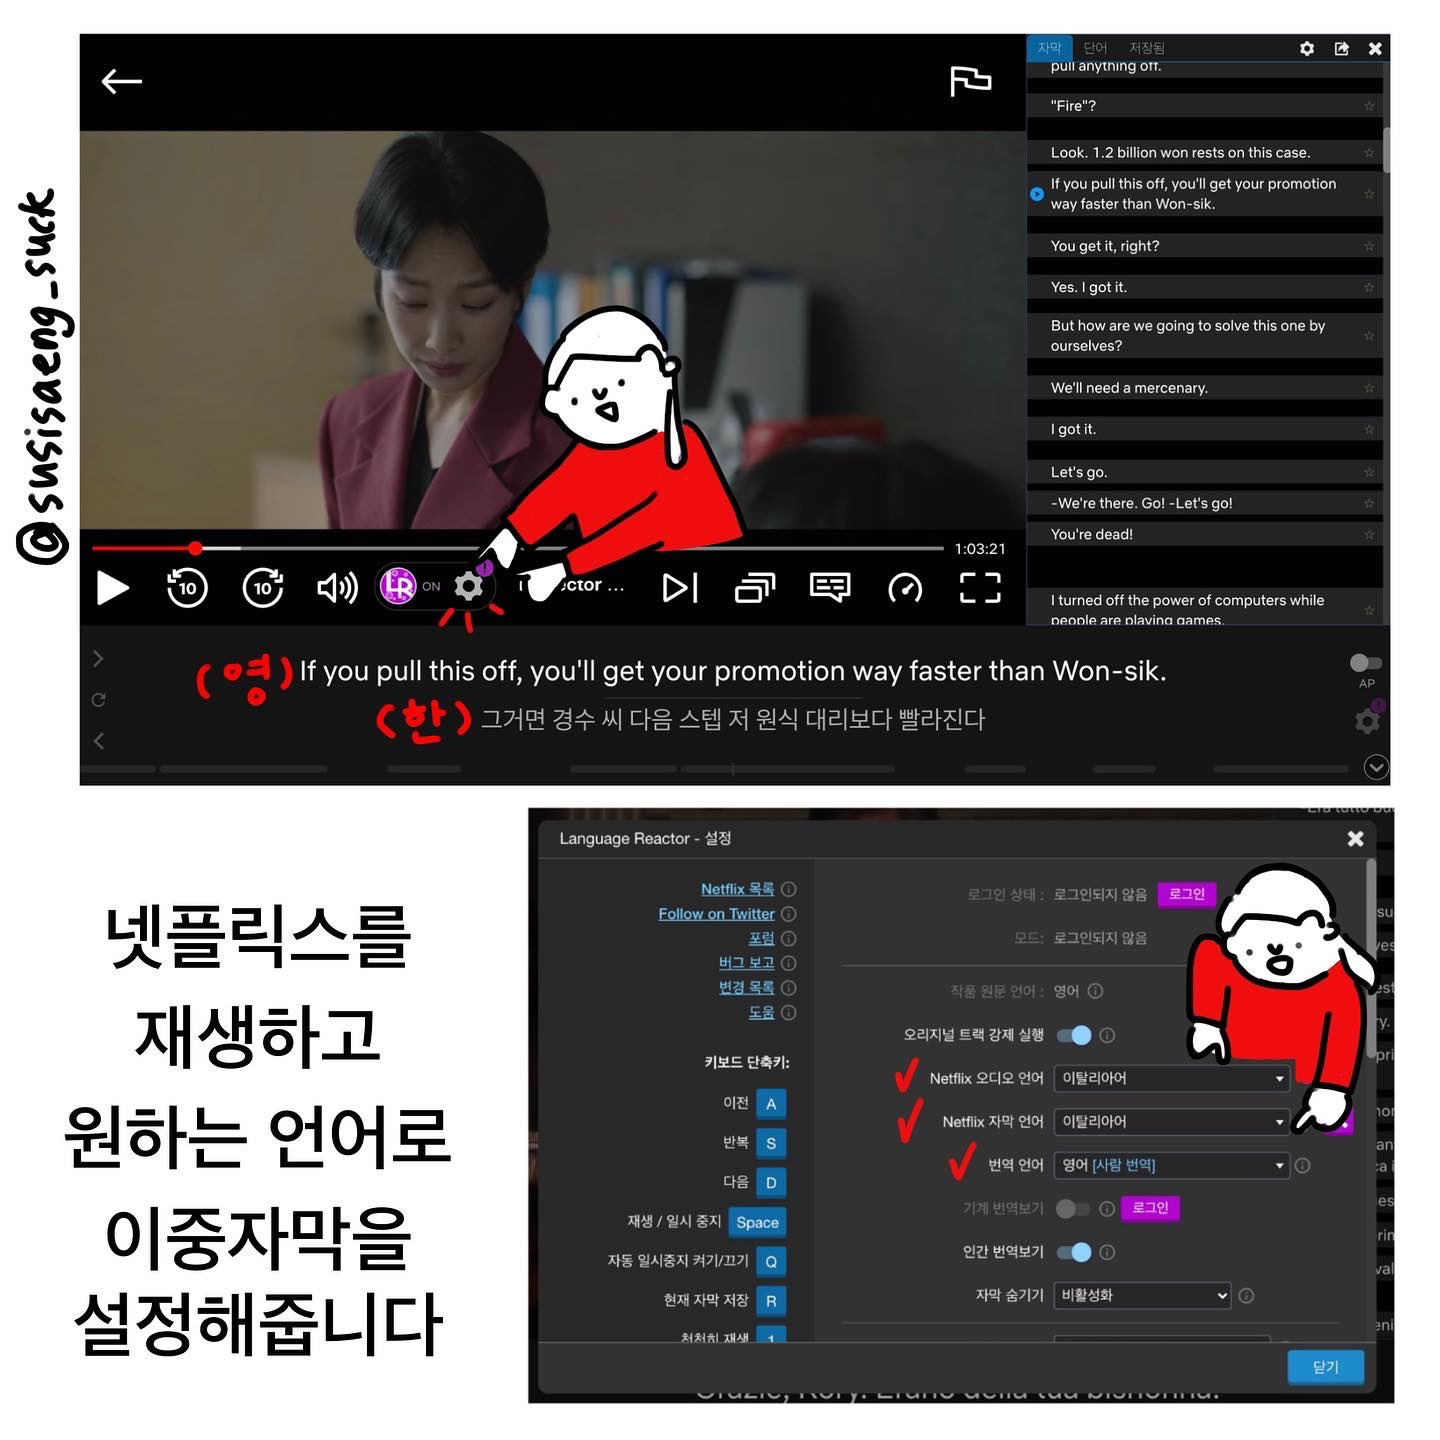 @susisaeng_suck
자막 단어 저장됨
pull anything off.
"Fire"?
Look. 1.2 billion won rests on this case.
If you pull this off, you'll get your promotion
way faster than Won-sik.
You get it, right?
Yes. I got it.
But how are we going to solve this one by
ourselves?
We'll need a mercenary.
I got it.
Let's go.
-We're there. Go! -Let's go!
You're dead!
I turned off the power of computers while
people are playing games.
1:03:21
10 10 LR ON ...
(영) If you pull this off, you'll get your promotion way faster than Won-sik.
(한) 그거면 경수 씨 다음 스텝 저 원식 대리보다 빨라진다
AP
넷플릭스를
재생하고
원하는 언어로
이중자막을
설정해줍니다
Language Reactor - 설정
Netflix 목록
Follow on Twitter
포럼
버그 보고
변경 목록
도움
키보드 단축키:
이전 A
반복 S
다음 D
재생 / 일시 중지 Space
자동 일시중지 켜기/끄기 Q
현재 자막 저장 R
천천히 재생 1
로그인 상태 : 로그인되지 않음 로그인
모드: 로그인되지 않음
작품 원문 언어 : 영어
오리지널 트랙 강제 실행
Netflix 오디오 언어 이탈리아어
Netflix 자막 언어 이탈리아어
번역 언어 영어 [사람 번역]
기계 번역보기 로그인
인간 번역보기
자막 숨기기 비활성화
닫기